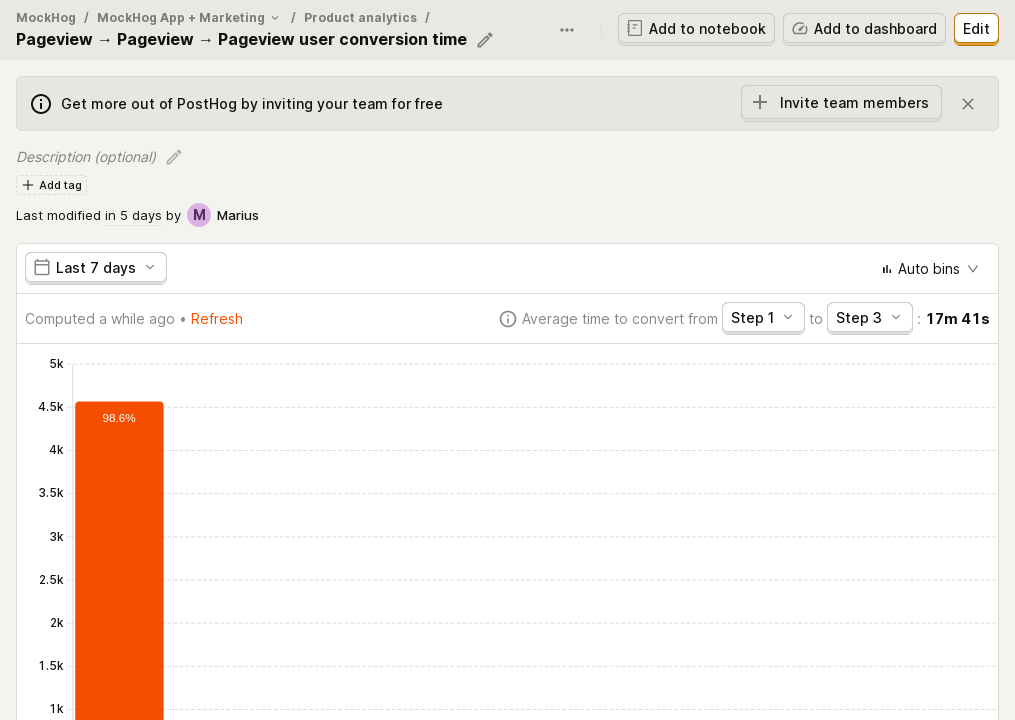 MockHog / MockHog App + Marketing / Product analytics /
Pageview → Pageview → Pageview user conversion time
Add to notebook
Add to dashboard
Edit
Get more out of PostHog by inviting your team for free
Invite team members
Description (optional)
Add tag
Last modified in 5 days by M Marius
Last 7 days
Auto bins
Computed a while ago • Refresh
Average time to convert from Step 1 to Step 3 : 17m 41s
5k
98.6%
4.5k
4k
3.5k
3k
2.5k
2k
1.5k
1k